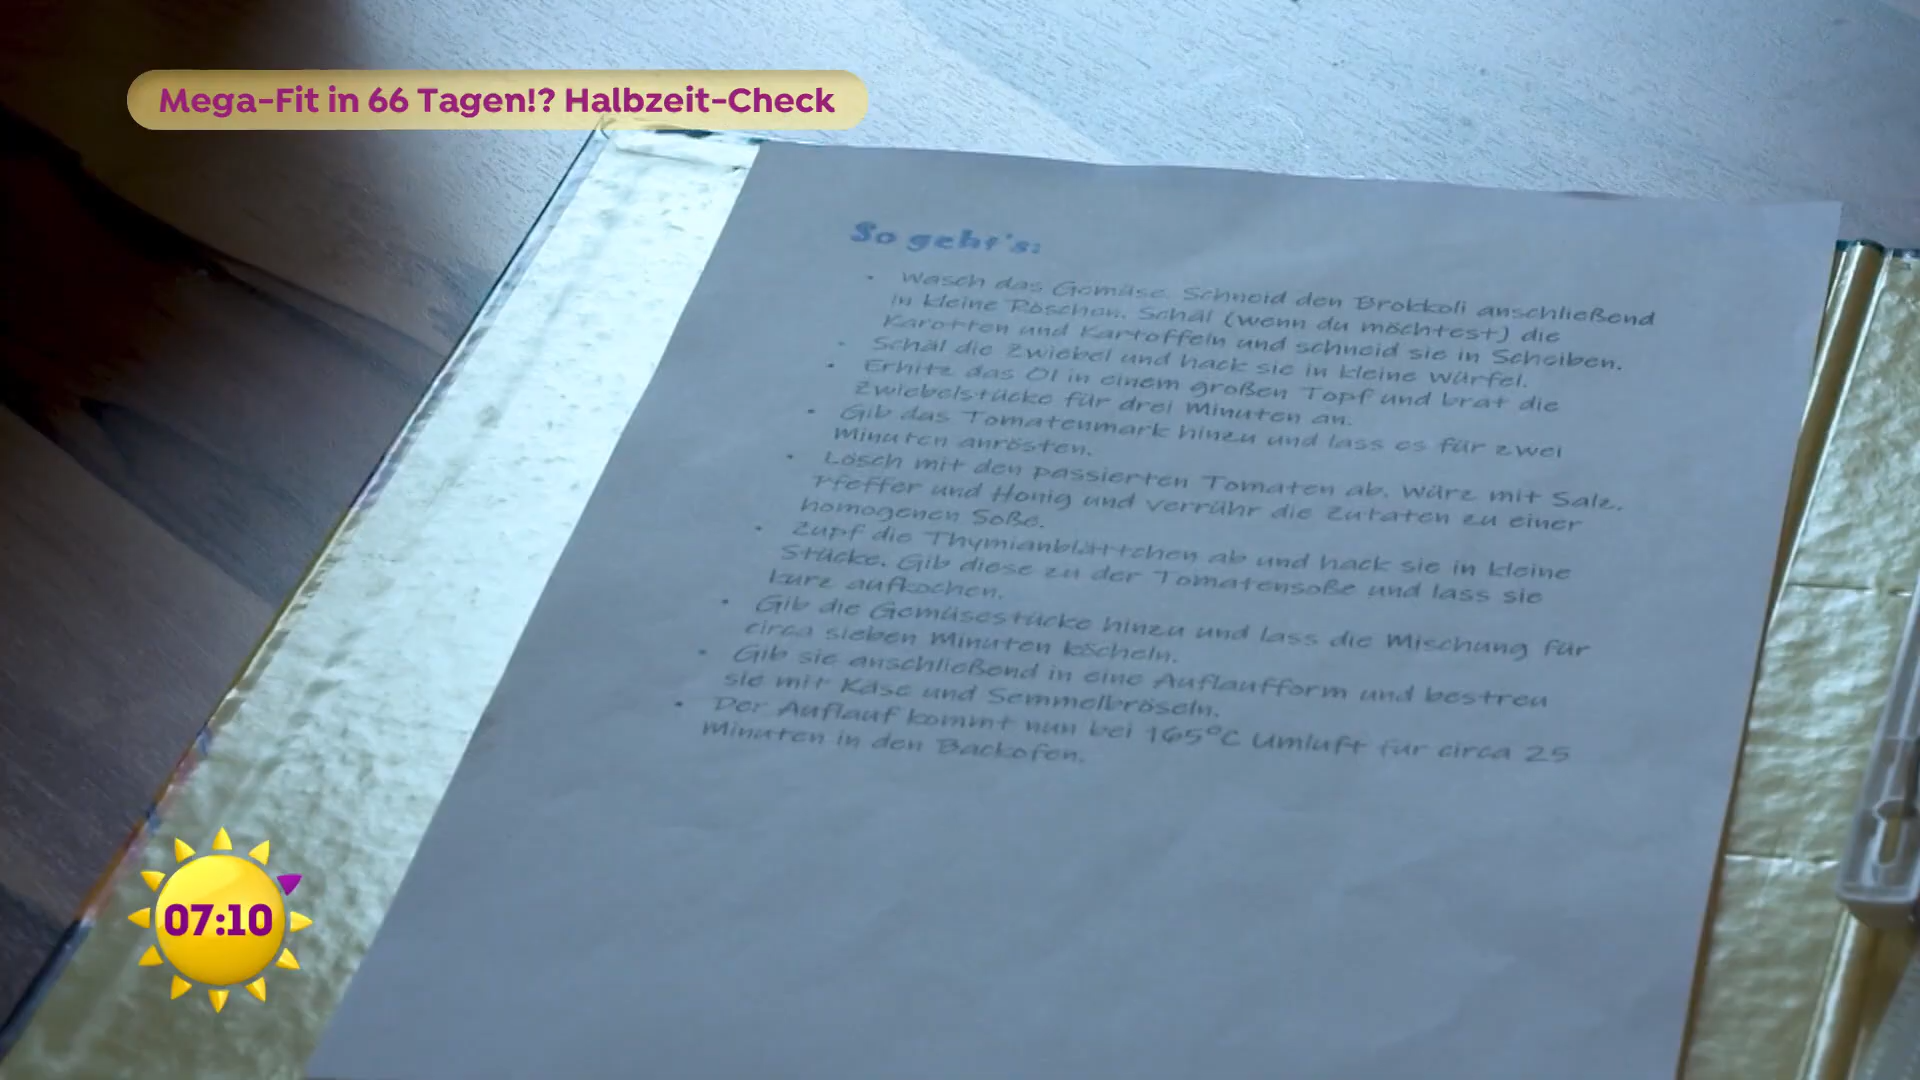 Mega-Fit in 66 Tagen!? Halbzeit-Check
So geht's:
• Wasch das Gemüse. Schneid den Brokkoli anschließend
in kleine Röschen. Schäl (wenn du möchtest) die
Karotten und Kartoffeln und schneid sie in Scheiben.
• Schäl die Zwiebel und hack sie in kleine Würfel.
• Erhitz das Öl in einem großen Topf und brat die
Zwiebelstücke für drei Minuten an.
• Gib das Tomatenmark hinzu und lass es für zwei
Minuten anrösten.
• Lösch mit den passierten Tomaten ab. Würz mit Salz,
Pfeffer und Honig und verrühr die Zutaten zu einer
homogenen Soße.
• Zupf die Thymianblättchen ab und hack sie in kleine
Stücke. Gib diese zu der Tomatensoße und lass sie
kurz aufkochen.
• Gib die Gemüsestücke hinzu und lass die Mischung für
circa sieben Minuten köcheln.
• Gib sie anschließend in eine Auflaufform und bestreu
sie mit Käse und Semmelbröseln.
• Der Auflauf kommt nun bei 165°C Umluft für circa 25
Minuten in den Backofen.
07:10